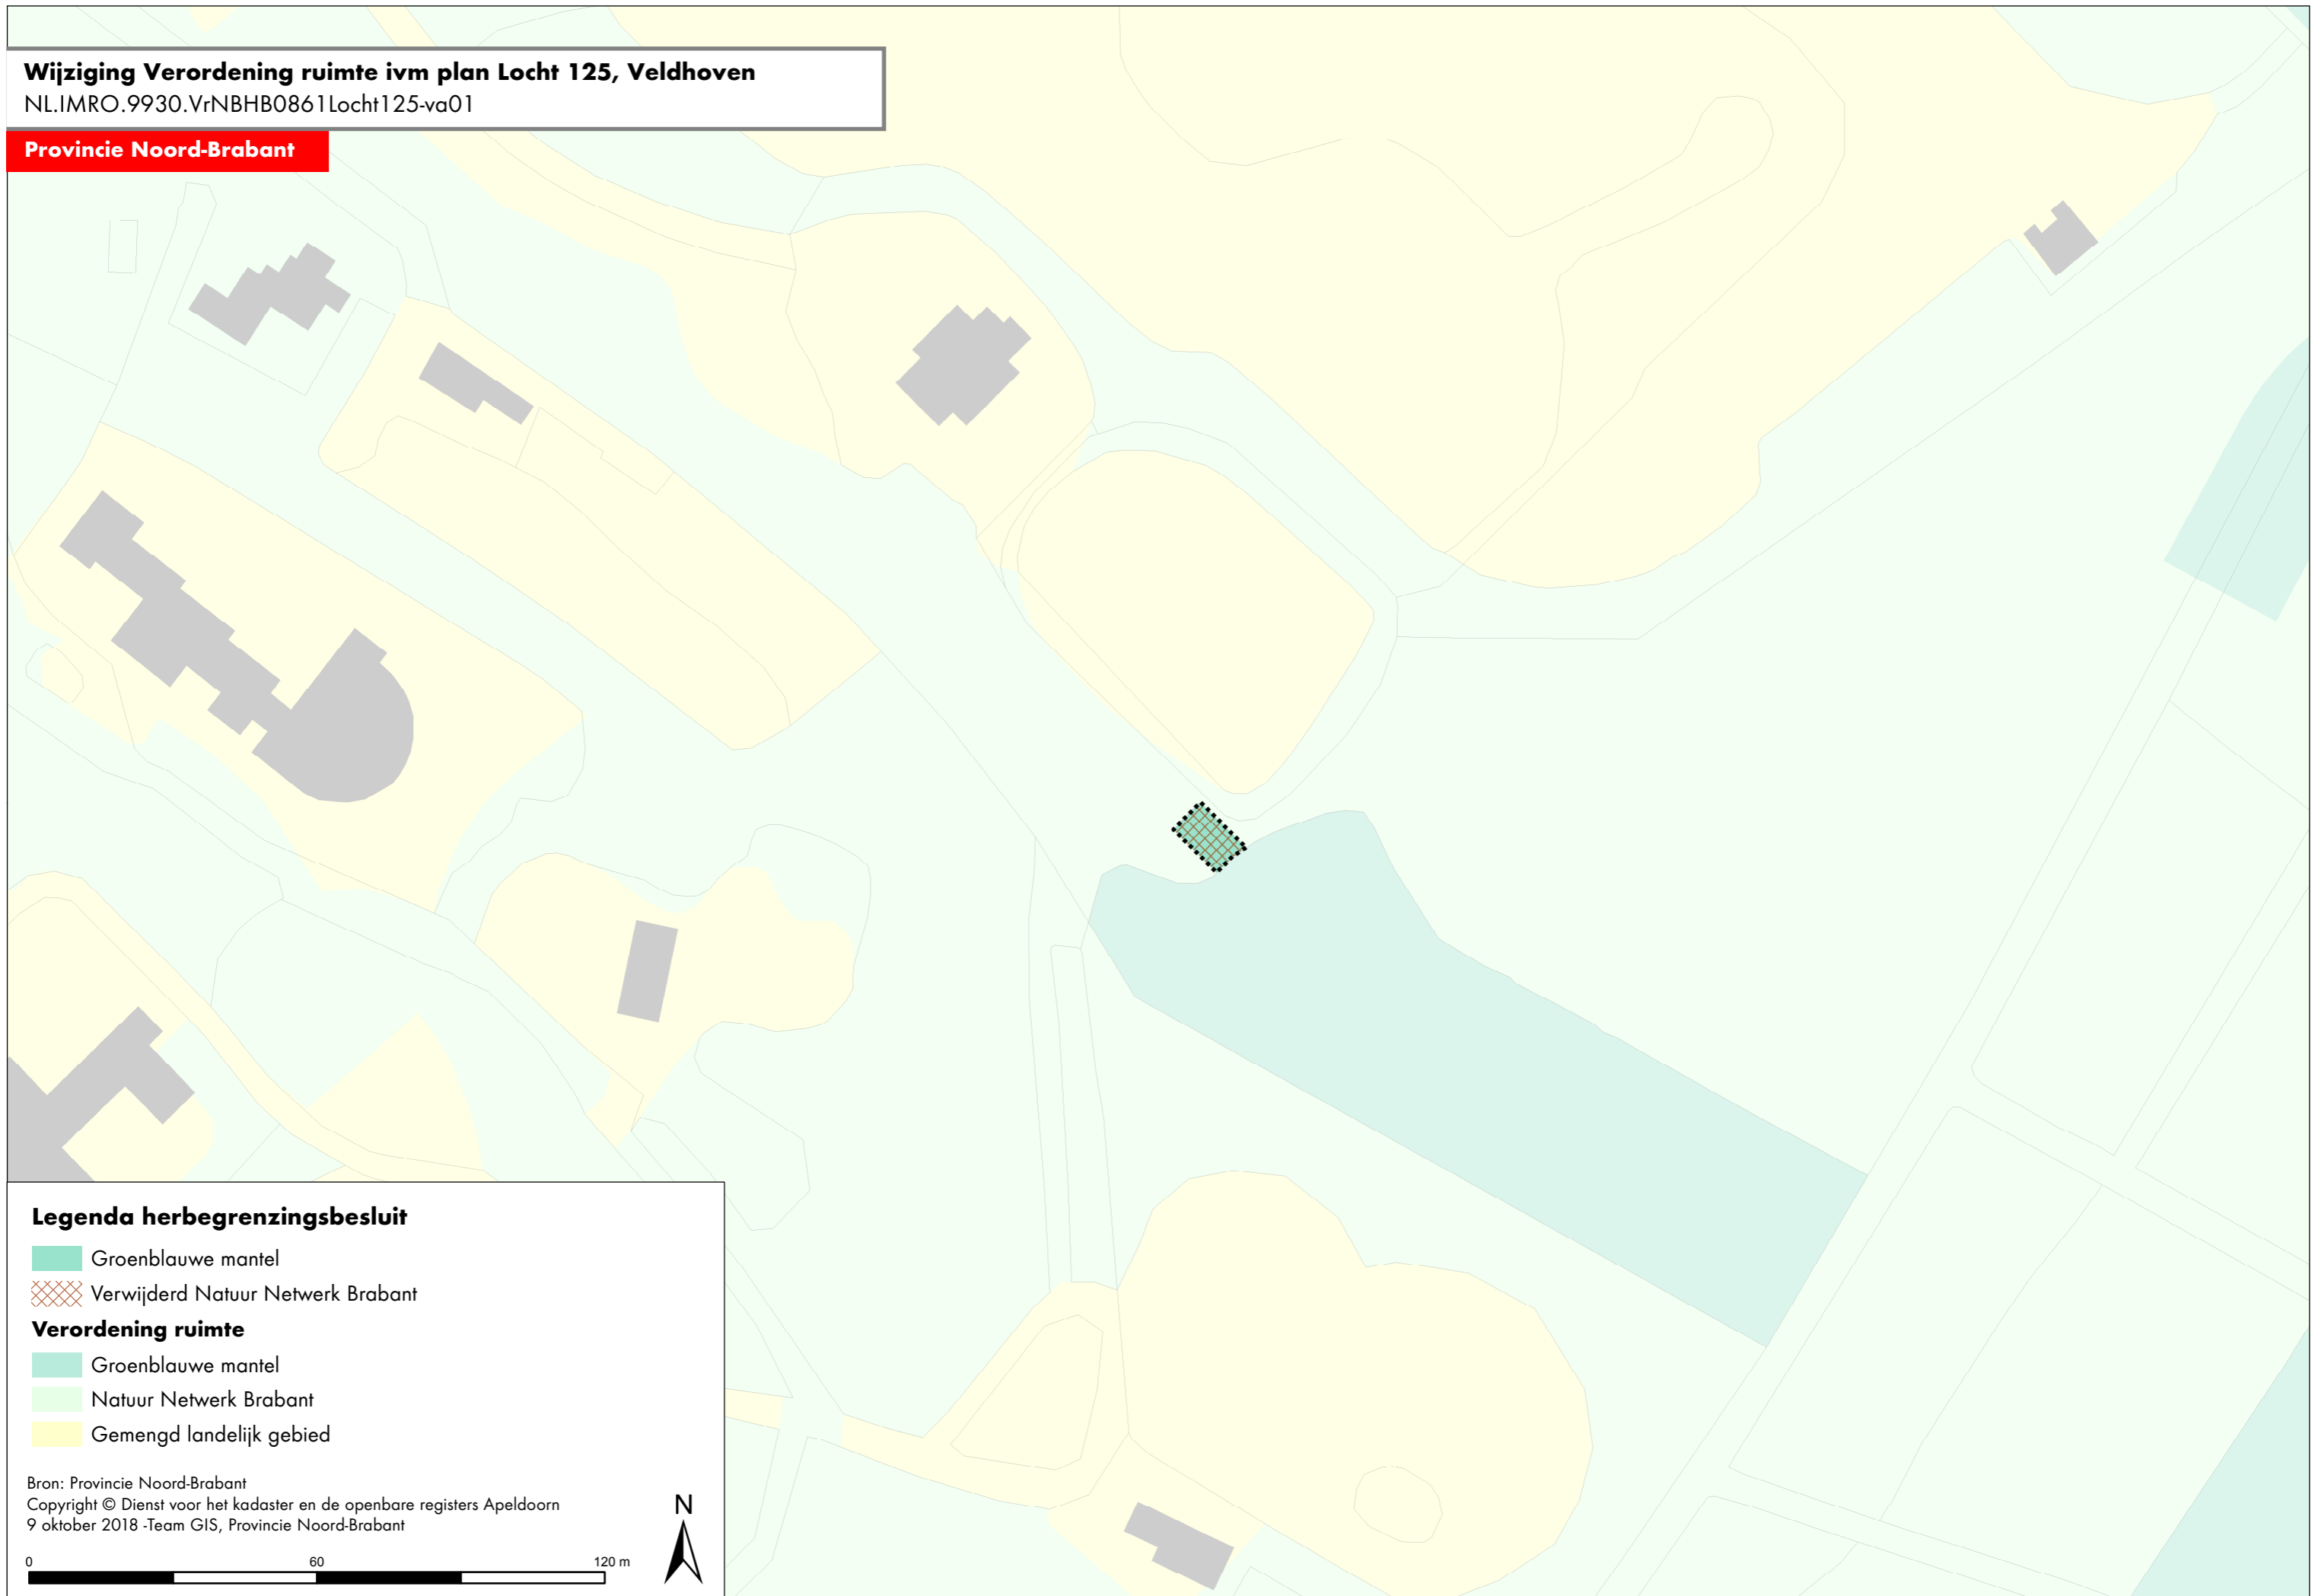 Wijziging Verordening ruimte ivm plan Locht 125, Veldhoven
NL.IMRO.9930.VrNBHB0861Locht125-va01
Provincie Noord-Brabant
Legenda herbegrenzingsbesluit
Groenblauwe mantel
Verwijderd Natuur Netwerk Brabant
Verordening ruimte
Groenblauwe mantel
Natuur Netwerk Brabant
Gemengd landelijk gebied
Bron: Provincie Noord-Brabant
Copyright © Dienst voor het kadaster en de openbare registers Apeldoorn
9 oktober 2018 -Team GIS, Provincie Noord-Brabant
N
0 60 120 m